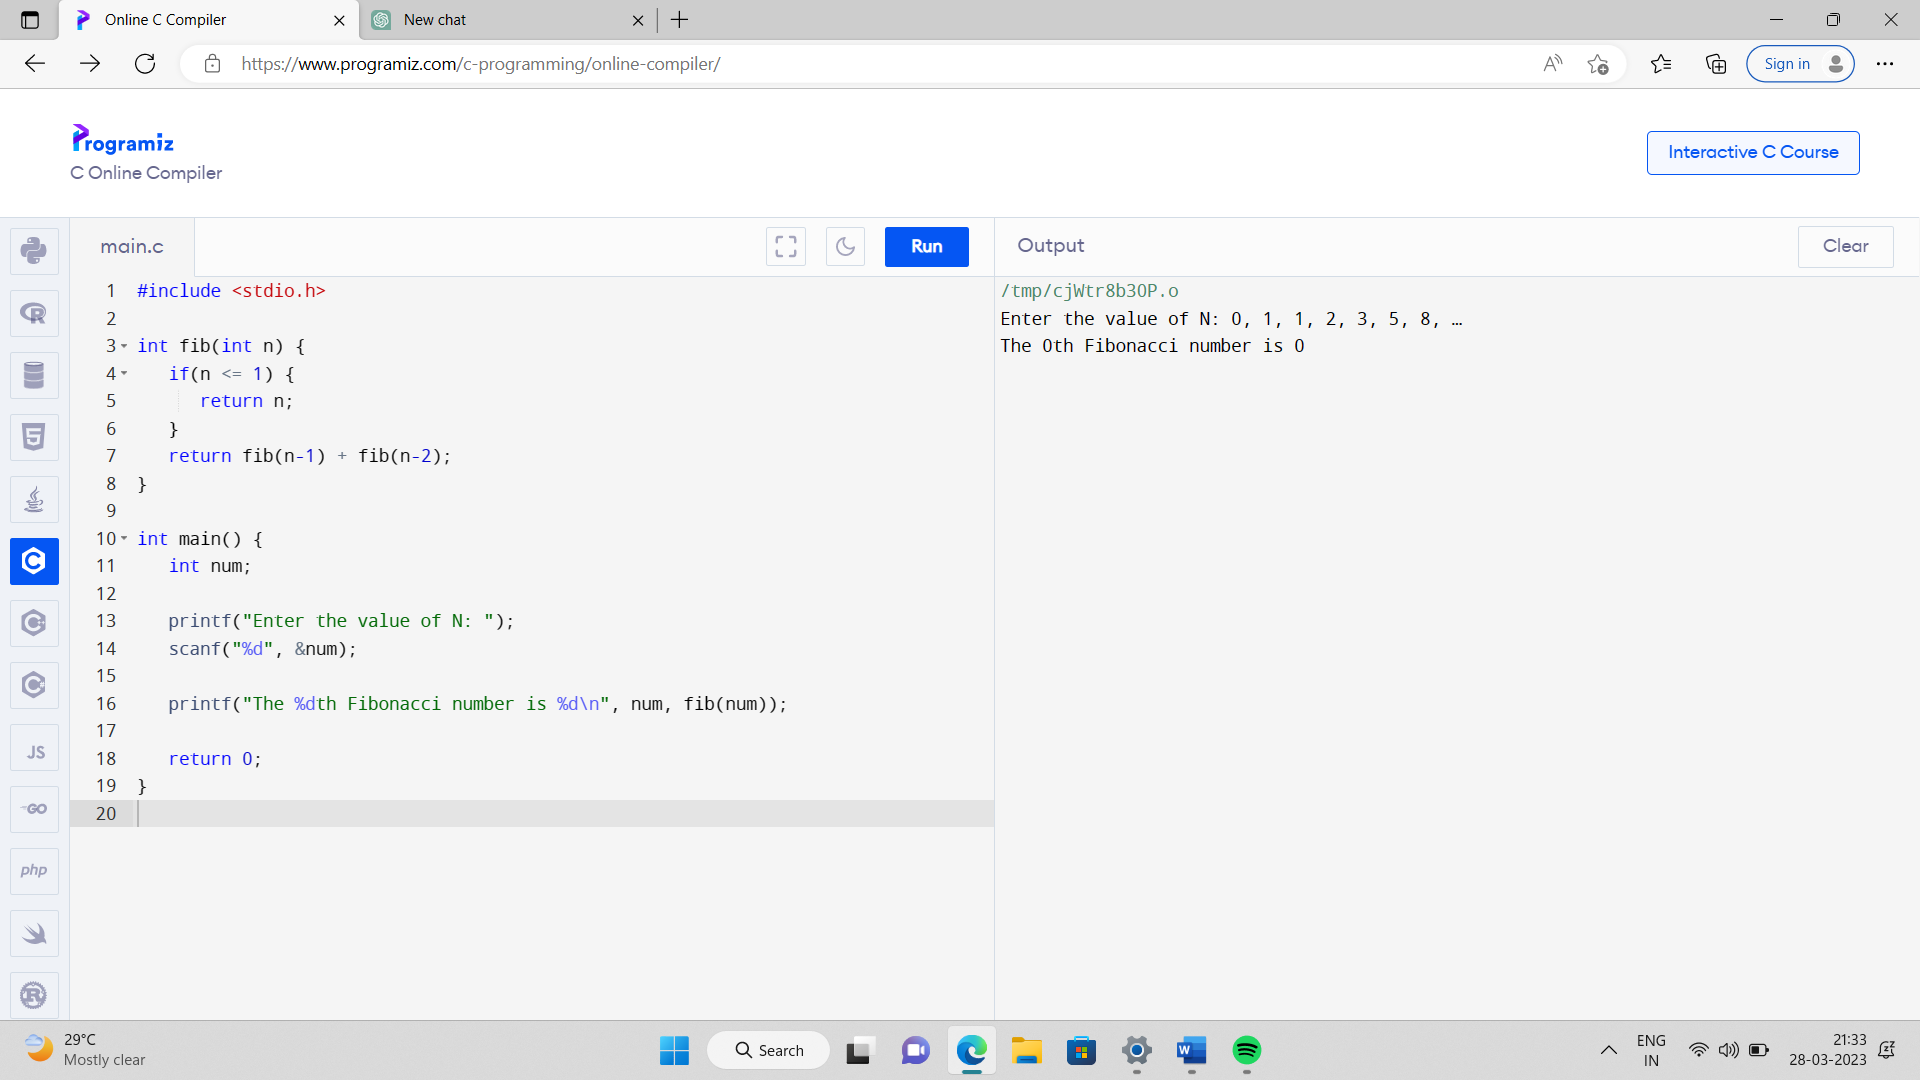 Online C Compiler
New chat
https://www.programiz.com/c-programming/online-compiler/
Sign in
Programiz
C Online Compiler
Interactive C Course
main.c
Run
Output
Clear
1 #include <stdio.h>
2
3 int fib(int n) {
4    if(n <= 1) {
5       return n;
6    }
7    return fib(n-1) + fib(n-2);
8 }
9
10 int main() {
11    int num;
12
13    printf("Enter the value of N: ");
14    scanf("%d", &num);
15
16    printf("The %dth Fibonacci number is %d\n", num, fib(num));
17
18    return 0;
19 }
20
/tmp/cjWtr8b3OP.o
Enter the value of N: 0, 1, 1, 2, 3, 5, 8, …
The 0th Fibonacci number is 0
R
5
C
C
C
JS
GO
php
R
29°C
Mostly clear
Search
W
ENG
IN
21:33
28-03-2023